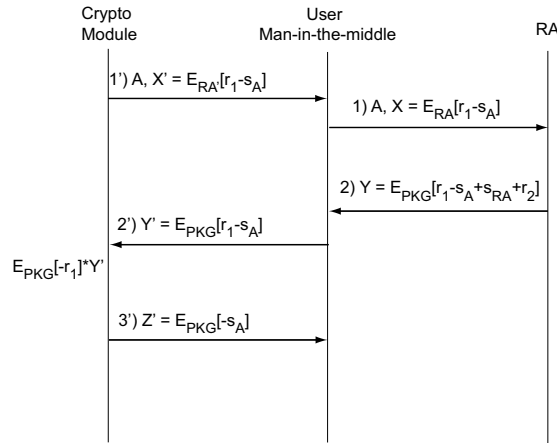 Crypto
Module
User
Man-in-the-middle
RA
1') A, X' = E_RA'[r_1-s_A]
1) A, X = E_RA[r_1-s_A]
2) Y = E_PKG[r_1-s_A+s_RA+r_2]
2') Y' = E_PKG[r_1-s_A]
E_PKG[-r_1]*Y'
3') Z' = E_PKG[-s_A]